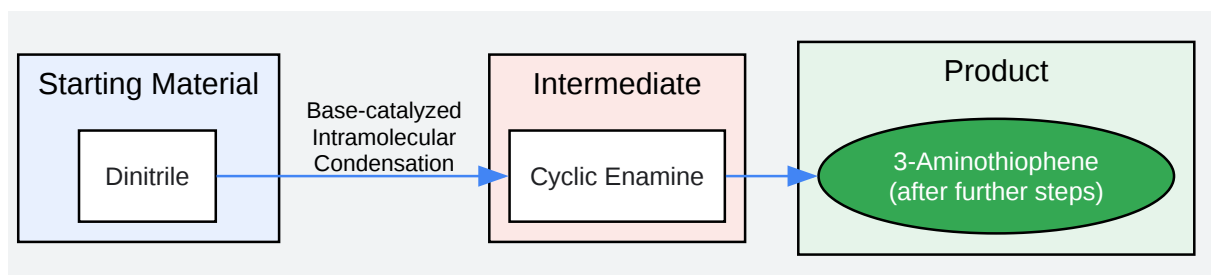 Starting Material
Dinitrile
Base-catalyzed
Intramolecular
Condensation
Intermediate
Cyclic Enamine
Product
3-Aminothiophene
(after further steps)